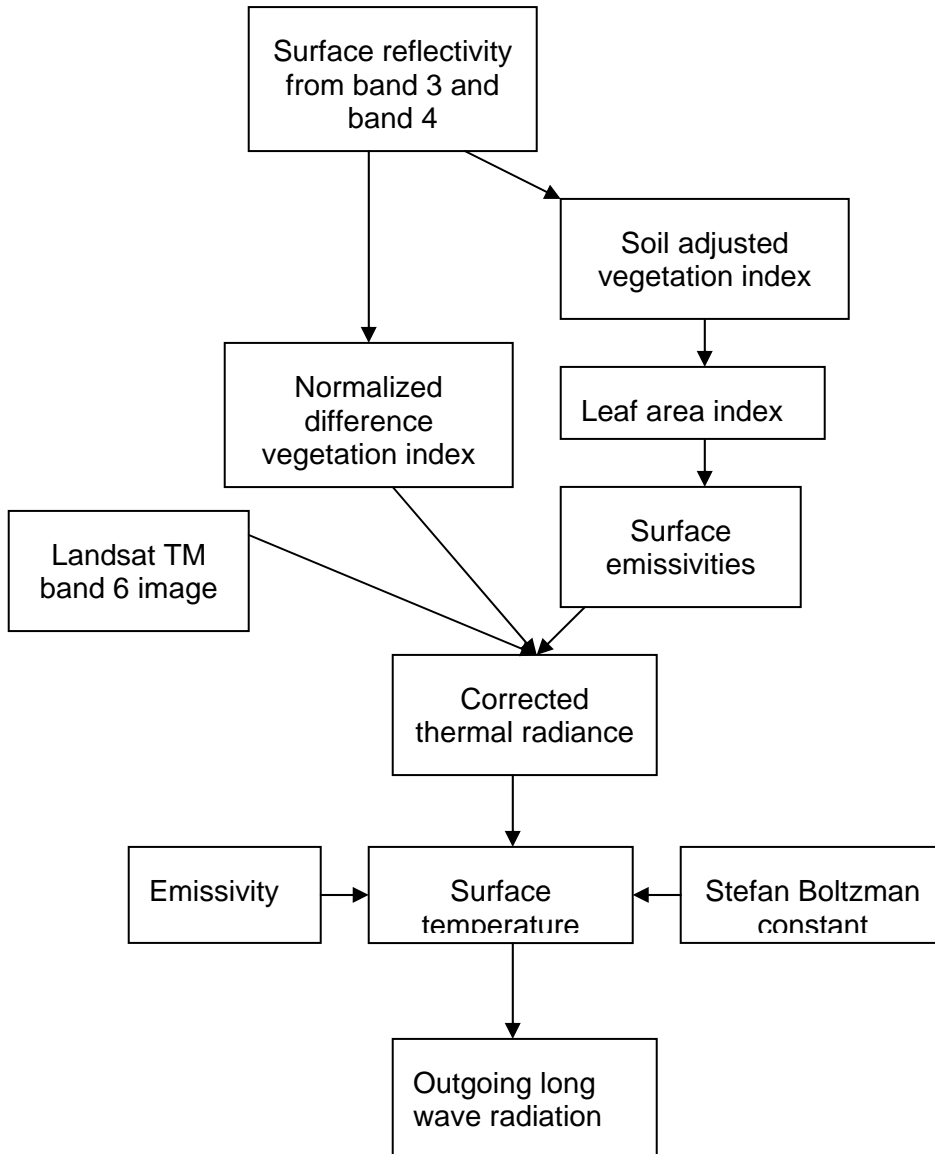 Surface reflectivity
from band 3 and
band 4
Soil adjusted
vegetation index
Normalized
difference
vegetation index
Leaf area index
Landsat TM
band 6 image
Surface
emissivities
Corrected
thermal radiance
Emissivity
Surface
temperature
Stefan Boltzman
constant
Outgoing long
wave radiation